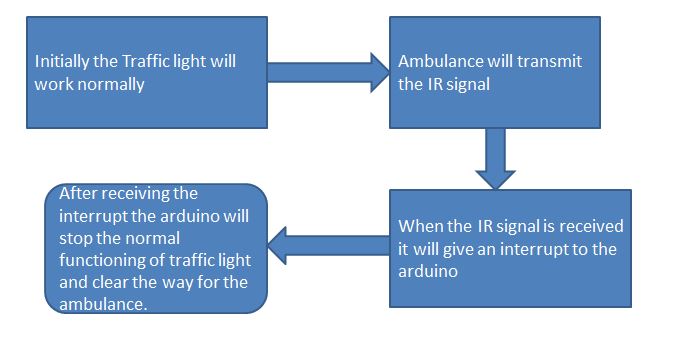 Initially the Traffic light will
work normally
Ambulance will transmit
the IR signal
When the IR signal is received
it will give an interrupt to the
arduino
After receiving the
interrupt the arduino will
stop the normal
functioning of traffic light
and clear the way for the
ambulance.